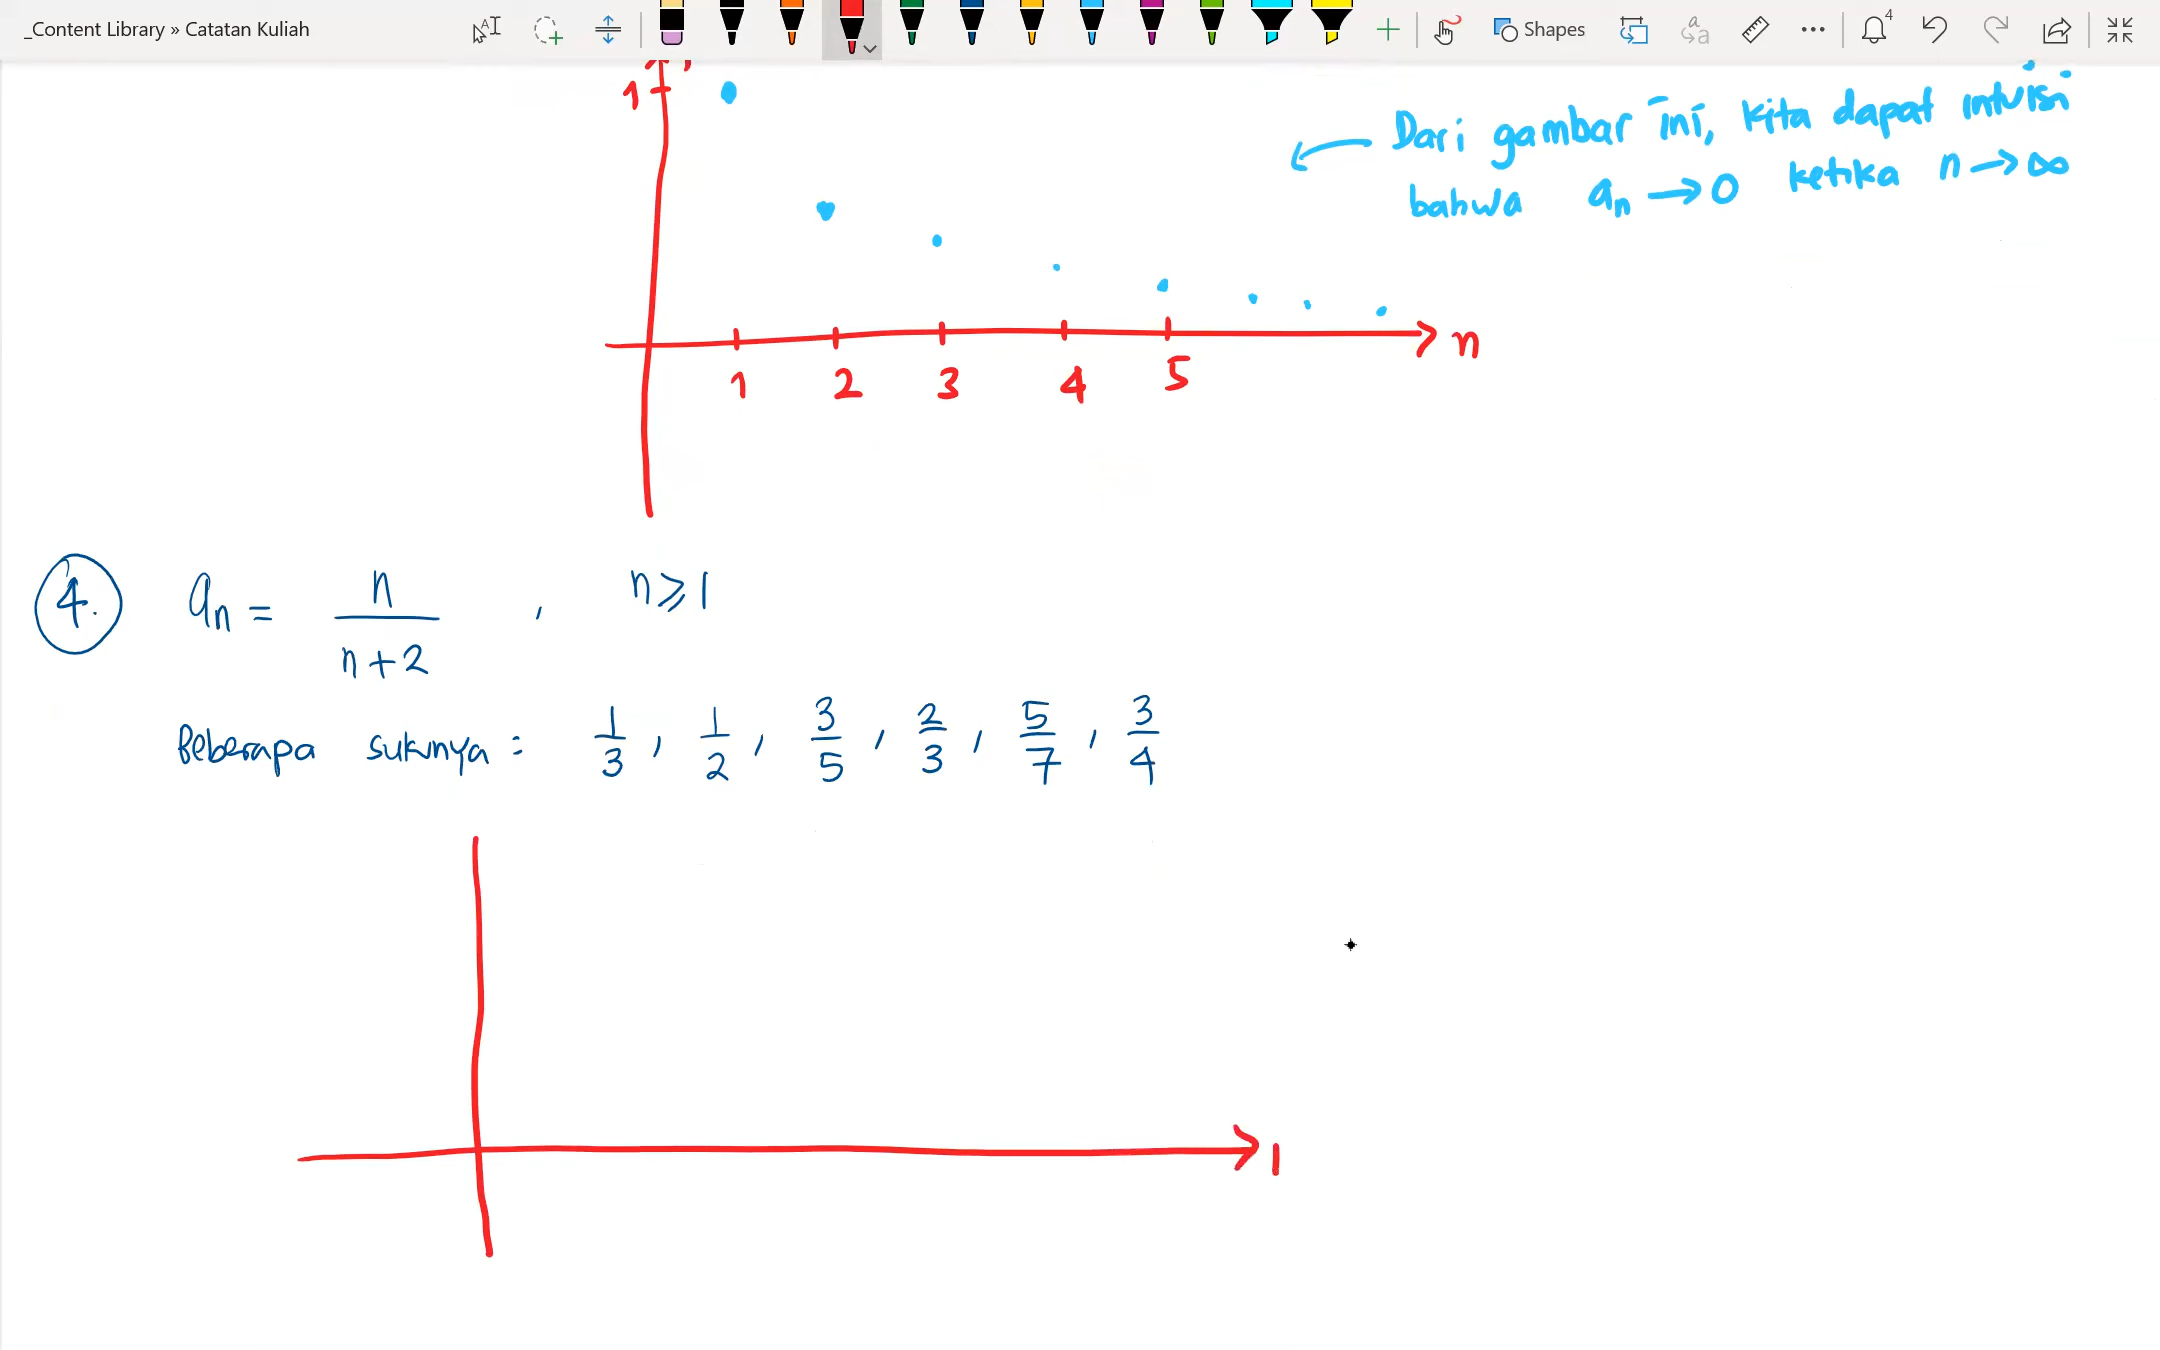 _Content Library » Catatan Kuliah
Shapes
4
1
Dari gambar ini, kita dapat intuisi
bahwa aₙ → 0 ketika n → ∞
n
1 2 3 4 5
4. aₙ = n/(n+2) , n ≥ 1
Beberapa sukunya : 1/3, 1/2, 3/5, 2/3, 5/7, 3/4